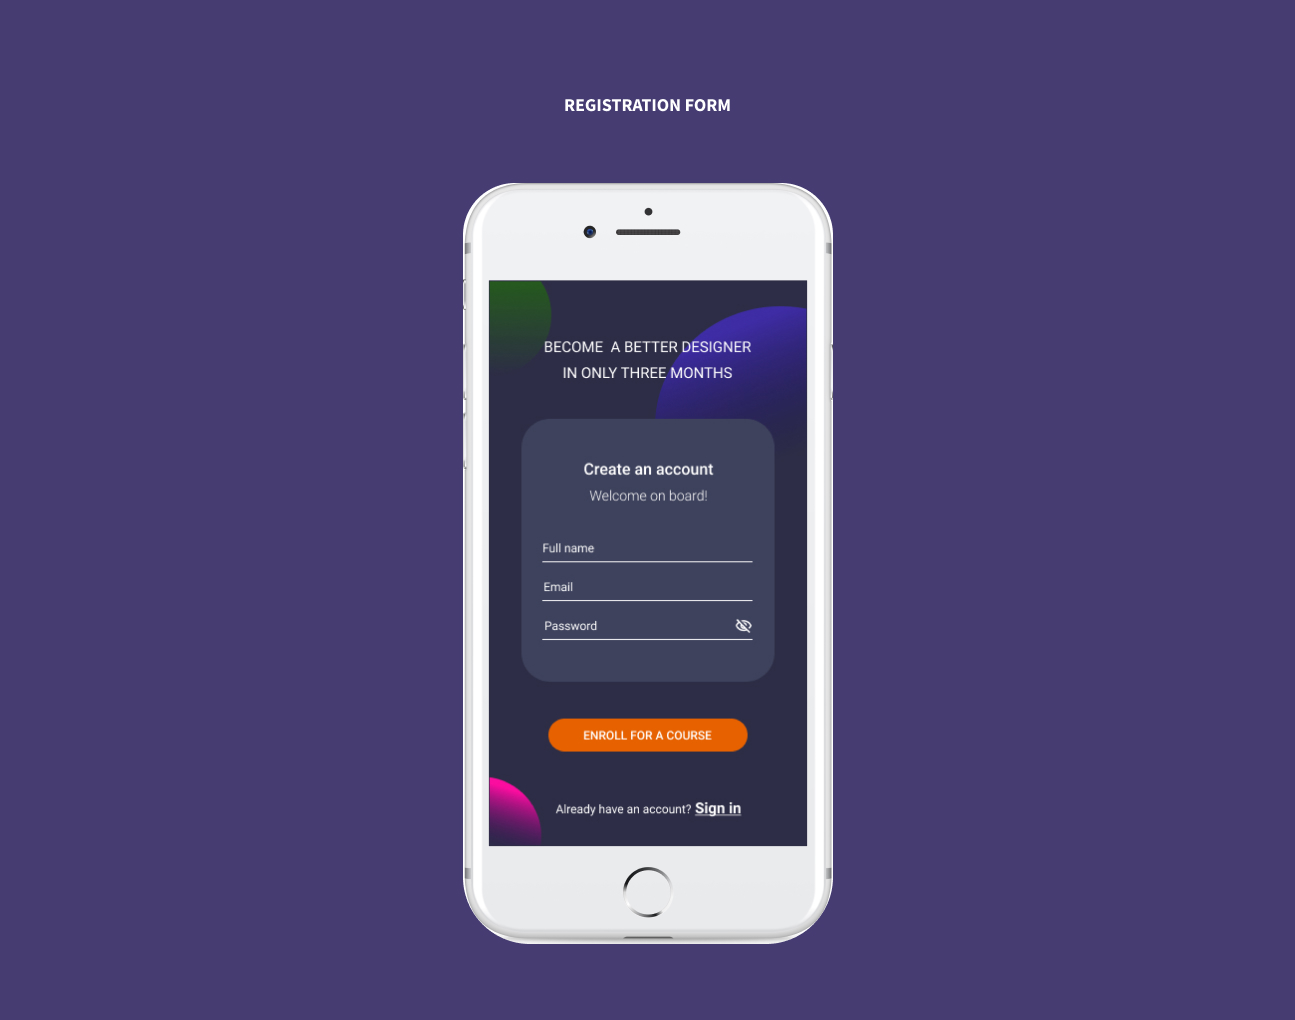 REGISTRATION FORM
BECOME A BETTER DESIGNER
IN ONLY THREE MONTHS
Create an account
Welcome on board!
Full name
Email
Password
ENROLL FOR A COURSE
Already have an account? Sign in